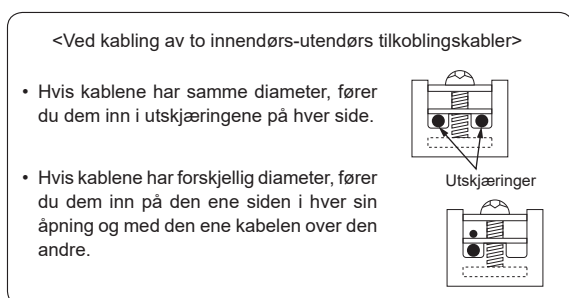 <Ved kabling av to innendørs-utendørs tilkoblingskabler>
• Hvis kablene har samme diameter, fører
du dem inn i utskjæringene på hver side.
Utskjæringer
• Hvis kablene har forskjellig diameter, fører
du dem inn på den ene siden i hver sin
åpning og med den ene kabelen over den
andre.